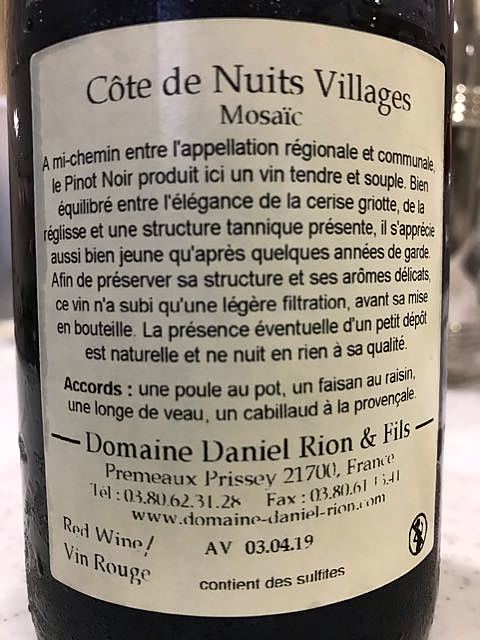 Côte de Nuits Villages
Mosaïc
A mi-chemin entre l'appellation régionale et communale,
le Pinot Noir produit ici un vin tendre et souple. Bien
équilibré entre l'élégance de la cerise griotte, de la
réglisse et une structure tannique présente, il s'apprécie
aussi bien jeune qu'après quelques années de garde.
Afin de préserver sa structure et ses arômes délicats,
ce vin n'a subi qu'une légère filtration, avant sa mise
en bouteille. La présence éventuelle d'un petit dépôt
est naturelle et ne nuit en rien à sa qualité.
Accords : une poule au pot, un faisan au raisin,
une longe de veau, un cabillaud à la provençale.
Domaine Daniel Rion & Fils
Premeaux Prissey 21700, France
Tél : 03.80.62.31.28 Fax : 03.80.61
www.domaine-daniel-rion.com
Red Wine/
Vin Rouge
AV 03.04.19
contient des sulfites